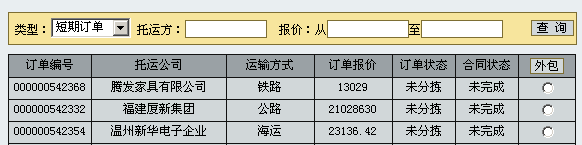 类型： 短期订单 托运方： 报价：从 至 查 询
订单编号 托运公司 运输方式 订单报价 订单状态 合同状态 外包
000000542368 腾发家具有限公司 铁路 13029 未分拣 未完成
000000542332 福建厦新集团 公路 21028630 未分拣 未完成
000000542354 温州新华电子企业 海运 23136.42 未分拣 未完成